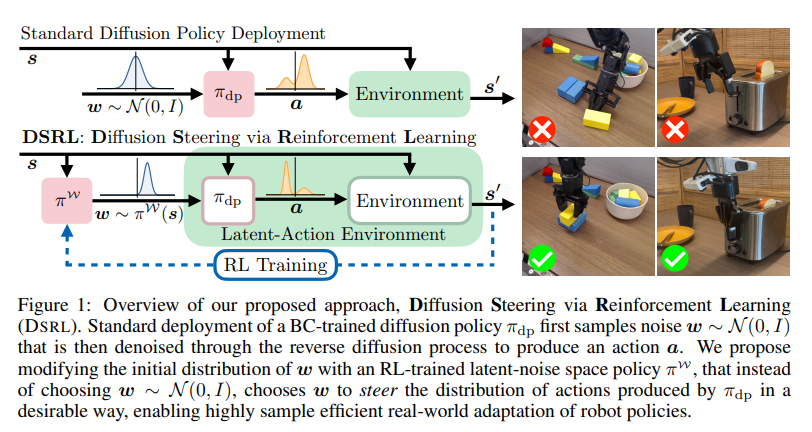 Standard Diffusion Policy Deployment
s
w ∼ N(0, I)
π_dp
a
Environment
s′
DSRL: Diffusion Steering via Reinforcement Learning
s
π^W
w ∼ π^W(s)
π_dp
a
Environment
s′
Latent-Action Environment
RL Training
Figure 1: Overview of our proposed approach, Diffusion Steering via Reinforcement Learning
(DSRL). Standard deployment of a BC-trained diffusion policy π_dp first samples noise w ∼ N(0, I)
that is then denoised through the reverse diffusion process to produce an action a. We propose
modifying the initial distribution of w with an RL-trained latent-noise space policy π^W, that instead
of choosing w ∼ N(0, I), chooses w to steer the distribution of actions produced by π_dp in a
desirable way, enabling highly sample efficient real-world adaptation of robot policies.